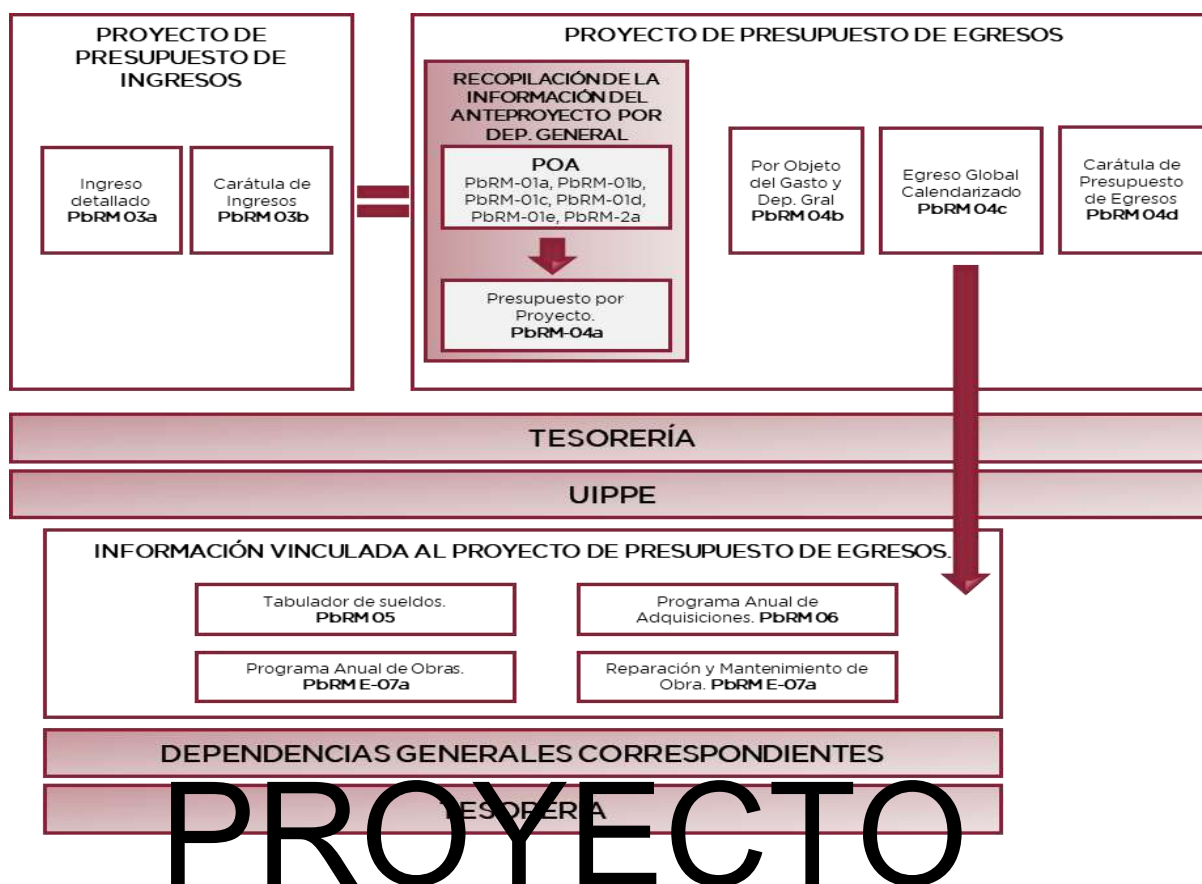 PROYECTO DE
PRESUPUESTO DE
INGRESOS
Ingreso
detallado
PbRM 03a
Carátula de
Ingresos
PbRM 03b
PROYECTO DE PRESUPUESTO DE EGRESOS
RECOPILACIÓN DE LA
INFORMACIÓN DEL
ANTEPROYECTO POR
DEP. GENERAL
POA
PbRM-01a, PbRM-01b,
PbRM-01c, PbRM-01d,
PbRM-01e, PbRM-2a
Presupuesto por
Proyecto.
PbRM-04a
Por Objeto
del Gasto y
Dep. Gral
PbRM 04b
Egreso Global
Calendarizado
PbRM 04c
Carátula de
Presupuesto
de Egresos
PbRM 04d
TESORERÍA
UIPPE
INFORMACIÓN VINCULADA AL PROYECTO DE PRESUPUESTO DE EGRESOS.
Tabulador de sueldos.
PbRM 05
Programa Anual de
Adquisiciones. PbRM 06
Programa Anual de Obras.
PbRM E-07a
Reparación y Mantenimiento de
Obra. PbRM E-07a
DEPENDENCIAS GENERALES CORRESPONDIENTES
TESORERÍA
PROYECTO